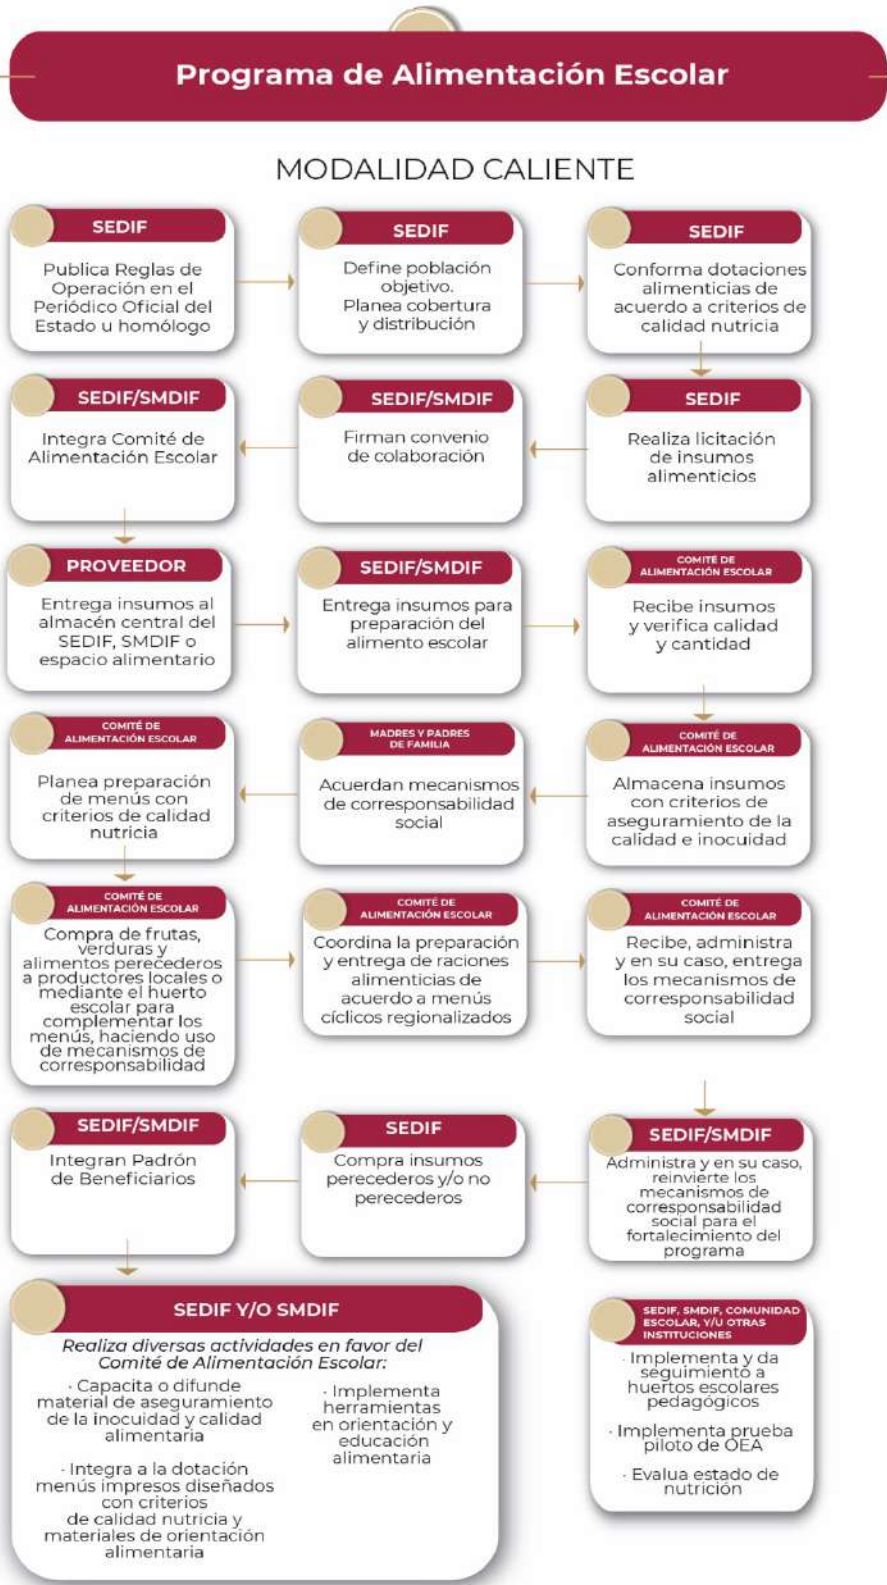 Programa de Alimentación Escolar
MODALIDAD CALIENTE
SEDIF
Publica Reglas de
Operación en el
Periódico Oficial del
Estado u homólogo
SEDIF
Define población
objetivo.
Planea cobertura
y distribución
SEDIF
Conforma dotaciones
alimenticias de
acuerdo a criterios de
calidad nutricia
SEDIF
Realiza licitación
de insumos
alimenticios
SEDIF/SMDIF
Firman convenio
de colaboración
SEDIF/SMDIF
Integra Comité de
Alimentación Escolar
PROVEEDOR
Entrega insumos al
almacén central del
SEDIF, SMDIF o
espacio alimentario
SEDIF/SMDIF
Entrega insumos para
preparación del
alimento escolar
COMITÉ DE
ALIMENTACIÓN ESCOLAR
Recibe insumos
y verifica calidad
y cantidad
COMITÉ DE
ALIMENTACIÓN ESCOLAR
Almacena insumos
con criterios de
aseguramiento de la
calidad e inocuidad
MADRES Y PADRES
DE FAMILIA
Acuerdan mecanismos
de corresponsabilidad
social
COMITÉ DE
ALIMENTACIÓN ESCOLAR
Planea preparación
de menús con
criterios de calidad
nutricia
COMITÉ DE
ALIMENTACIÓN ESCOLAR
Compra de frutas,
verduras y
alimentos perecederos
a productores locales o
mediante el huerto
escolar para
complementar los
menús, haciendo uso
de mecanismos de
corresponsabilidad
COMITÉ DE
ALIMENTACIÓN ESCOLAR
Coordina la preparación
y entrega de raciones
alimenticias de
acuerdo a menús
cíclicos regionalizados
COMITÉ DE
ALIMENTACIÓN ESCOLAR
Recibe, administra
y en su caso, entrega
los mecanismos de
corresponsabilidad
social
SEDIF/SMDIF
Administra y en su caso,
reinvierte los
mecanismos de
corresponsabilidad
social para el
fortalecimiento del
programa
SEDIF
Compra insumos
perecederos y/o no
perecederos
SEDIF/SMDIF
Integran Padrón
de Beneficiarios
SEDIF Y/O SMDIF
Realiza diversas actividades en favor del
Comité de Alimentación Escolar:
· Capacita o difunde
material de aseguramiento
de la inocuidad y calidad
alimentaria
· Integra a la dotación
menús impresos diseñados
con criterios
de calidad nutricia y
materiales de orientación
alimentaria
· Implementa
herramientas
en orientación y
educación
alimentaria
SEDIF, SMDIF, COMUNIDAD
ESCOLAR, Y/U OTRAS
INSTITUCIONES
· Implementa y da
seguimiento a
huertos escolares
pedagógicos
· Implementa prueba
piloto de OEA
· Evalua estado de
nutrición